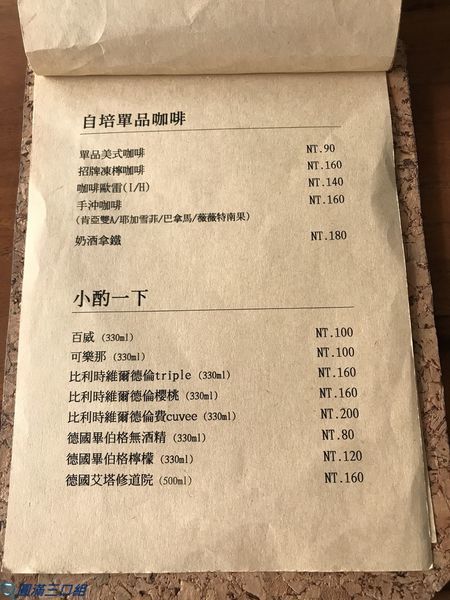 自培單品咖啡
單品美式咖啡 NT.90
招牌凍檸咖啡 NT.160
咖啡歐雷(I/H) NT.140
手沖咖啡 NT.160
(肯亞雙A/耶加雪菲/巴拿馬/薇薇特南果)
奶酒拿鐵 NT.180
小酌一下
百威 (330ml) NT.100
可樂那 (330ml) NT.100
比利時維爾德倫triple (330ml) NT.160
比利時維爾德倫櫻桃 (330ml) NT.160
比利時維爾德倫費cuvee (330ml) NT.200
德國畢伯格無酒精 (330ml) NT.80
德國畢伯格檸檬 (330ml) NT.120
德國艾塔修道院 (500ml) NT.160
圓滿三口組